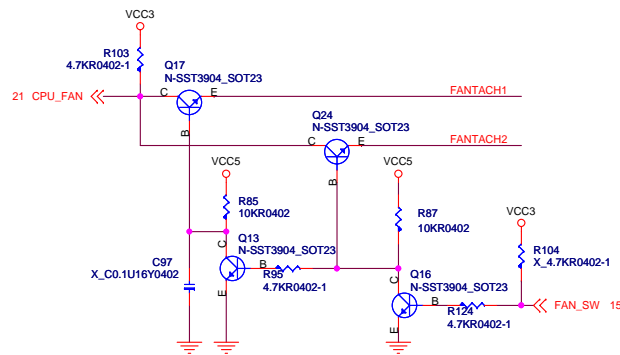 VCC3
R103
4.7KR0402-1
Q17
N-SST3904_SOT23
21 CPU_FAN
C
E
B
FANTACH1
Q24
N-SST3904_SOT23
C
E
B
FANTACH2
VCC5
R85
10KR0402
VCC5
R87
10KR0402
VCC3
R104
X_4.7KR0402-1
C97
X_C0.1U16Y0402
Q13
N-SST3904_SOT23
C
B
E
R95
4.7KR0402-1
Q16
N-SST3904_SOT23
C
B
E
R124
4.7KR0402-1
FAN_SW 15